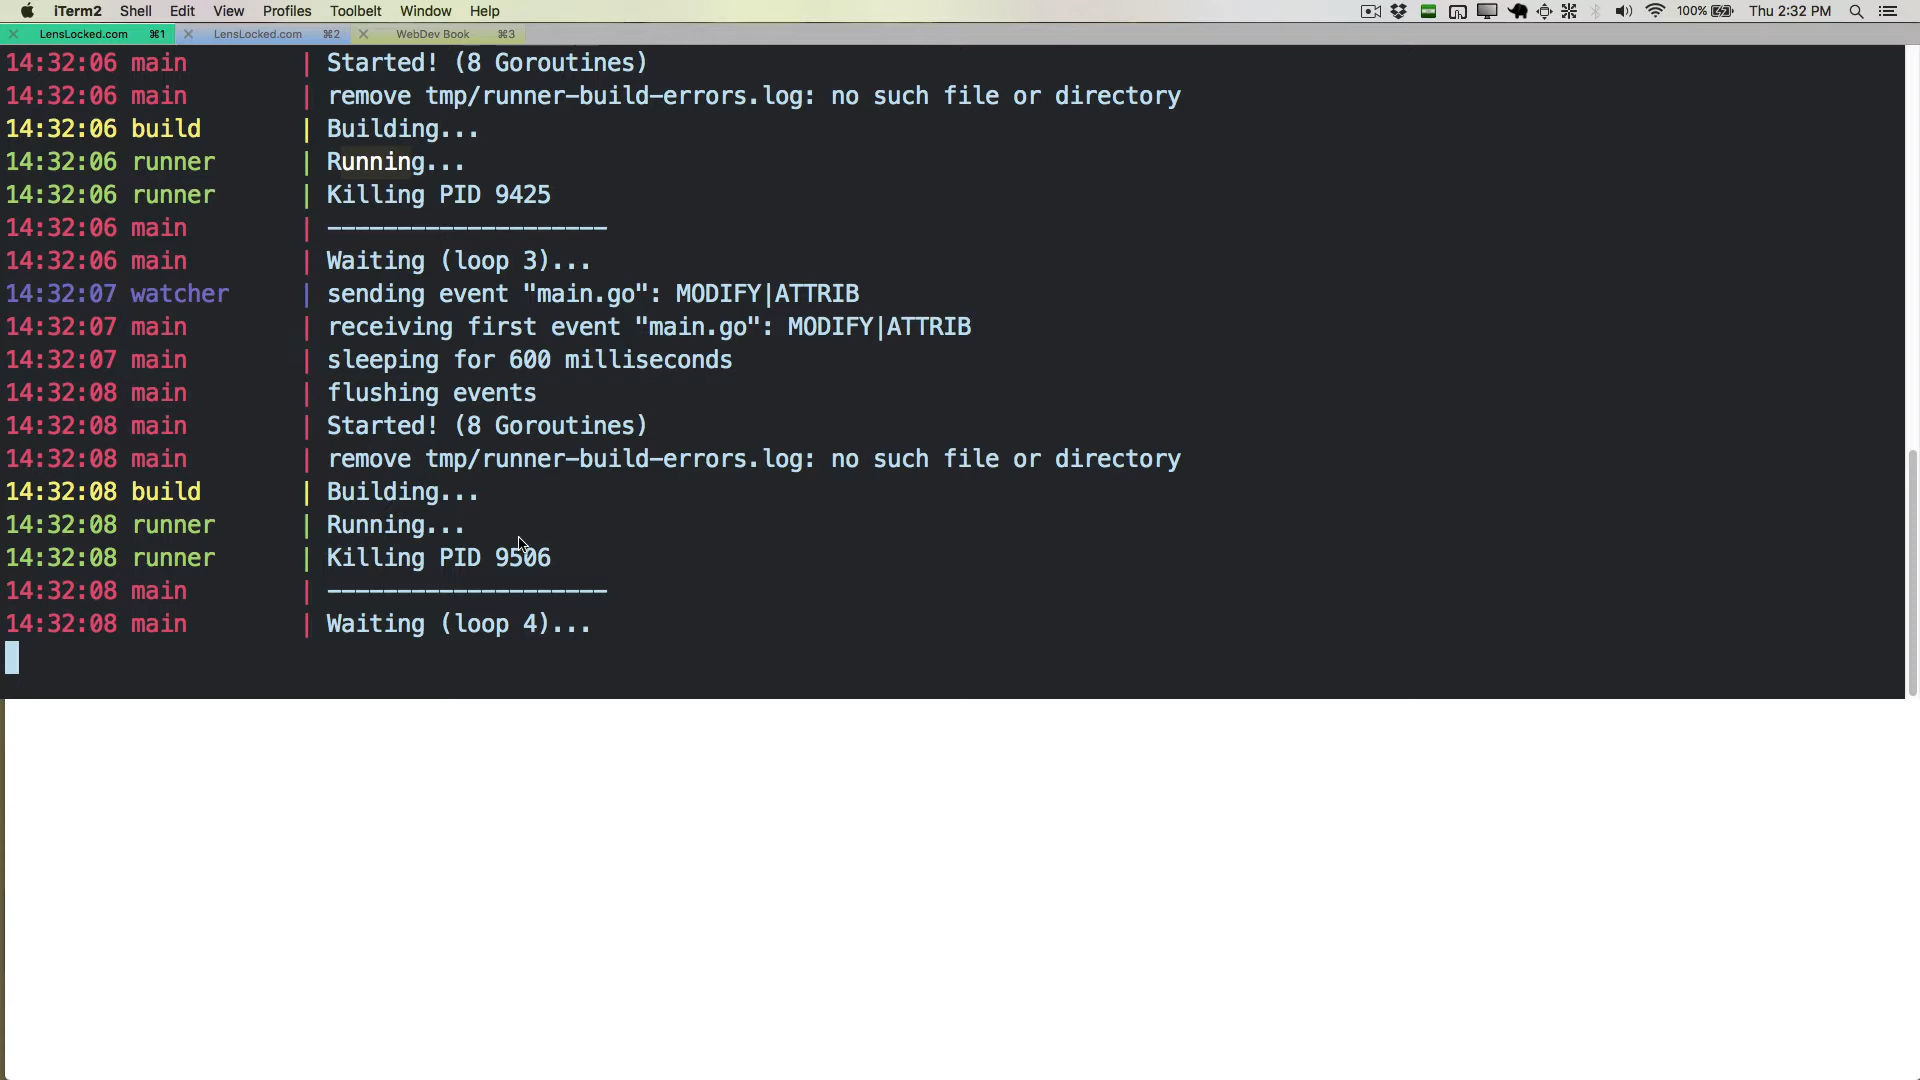 iTerm2 Shell Edit View Profiles Toolbelt Window Help 100% Thu 2:32 PM
LensLocked.com ⌘1 LensLocked.com ⌘2 WebDev Book ⌘3
14:32:06 main | Started! (8 Goroutines)
14:32:06 main | remove tmp/runner-build-errors.log: no such file or directory
14:32:06 build | Building...
14:32:06 runner | Running...
14:32:06 runner | Killing PID 9425
14:32:06 main | --------------------
14:32:06 main | Waiting (loop 3)...
14:32:07 watcher | sending event "main.go": MODIFY|ATTRIB
14:32:07 main | receiving first event "main.go": MODIFY|ATTRIB
14:32:07 main | sleeping for 600 milliseconds
14:32:08 main | flushing events
14:32:08 main | Started! (8 Goroutines)
14:32:08 main | remove tmp/runner-build-errors.log: no such file or directory
14:32:08 build | Building...
14:32:08 runner | Running...
14:32:08 runner | Killing PID 9506
14:32:08 main | --------------------
14:32:08 main | Waiting (loop 4)...